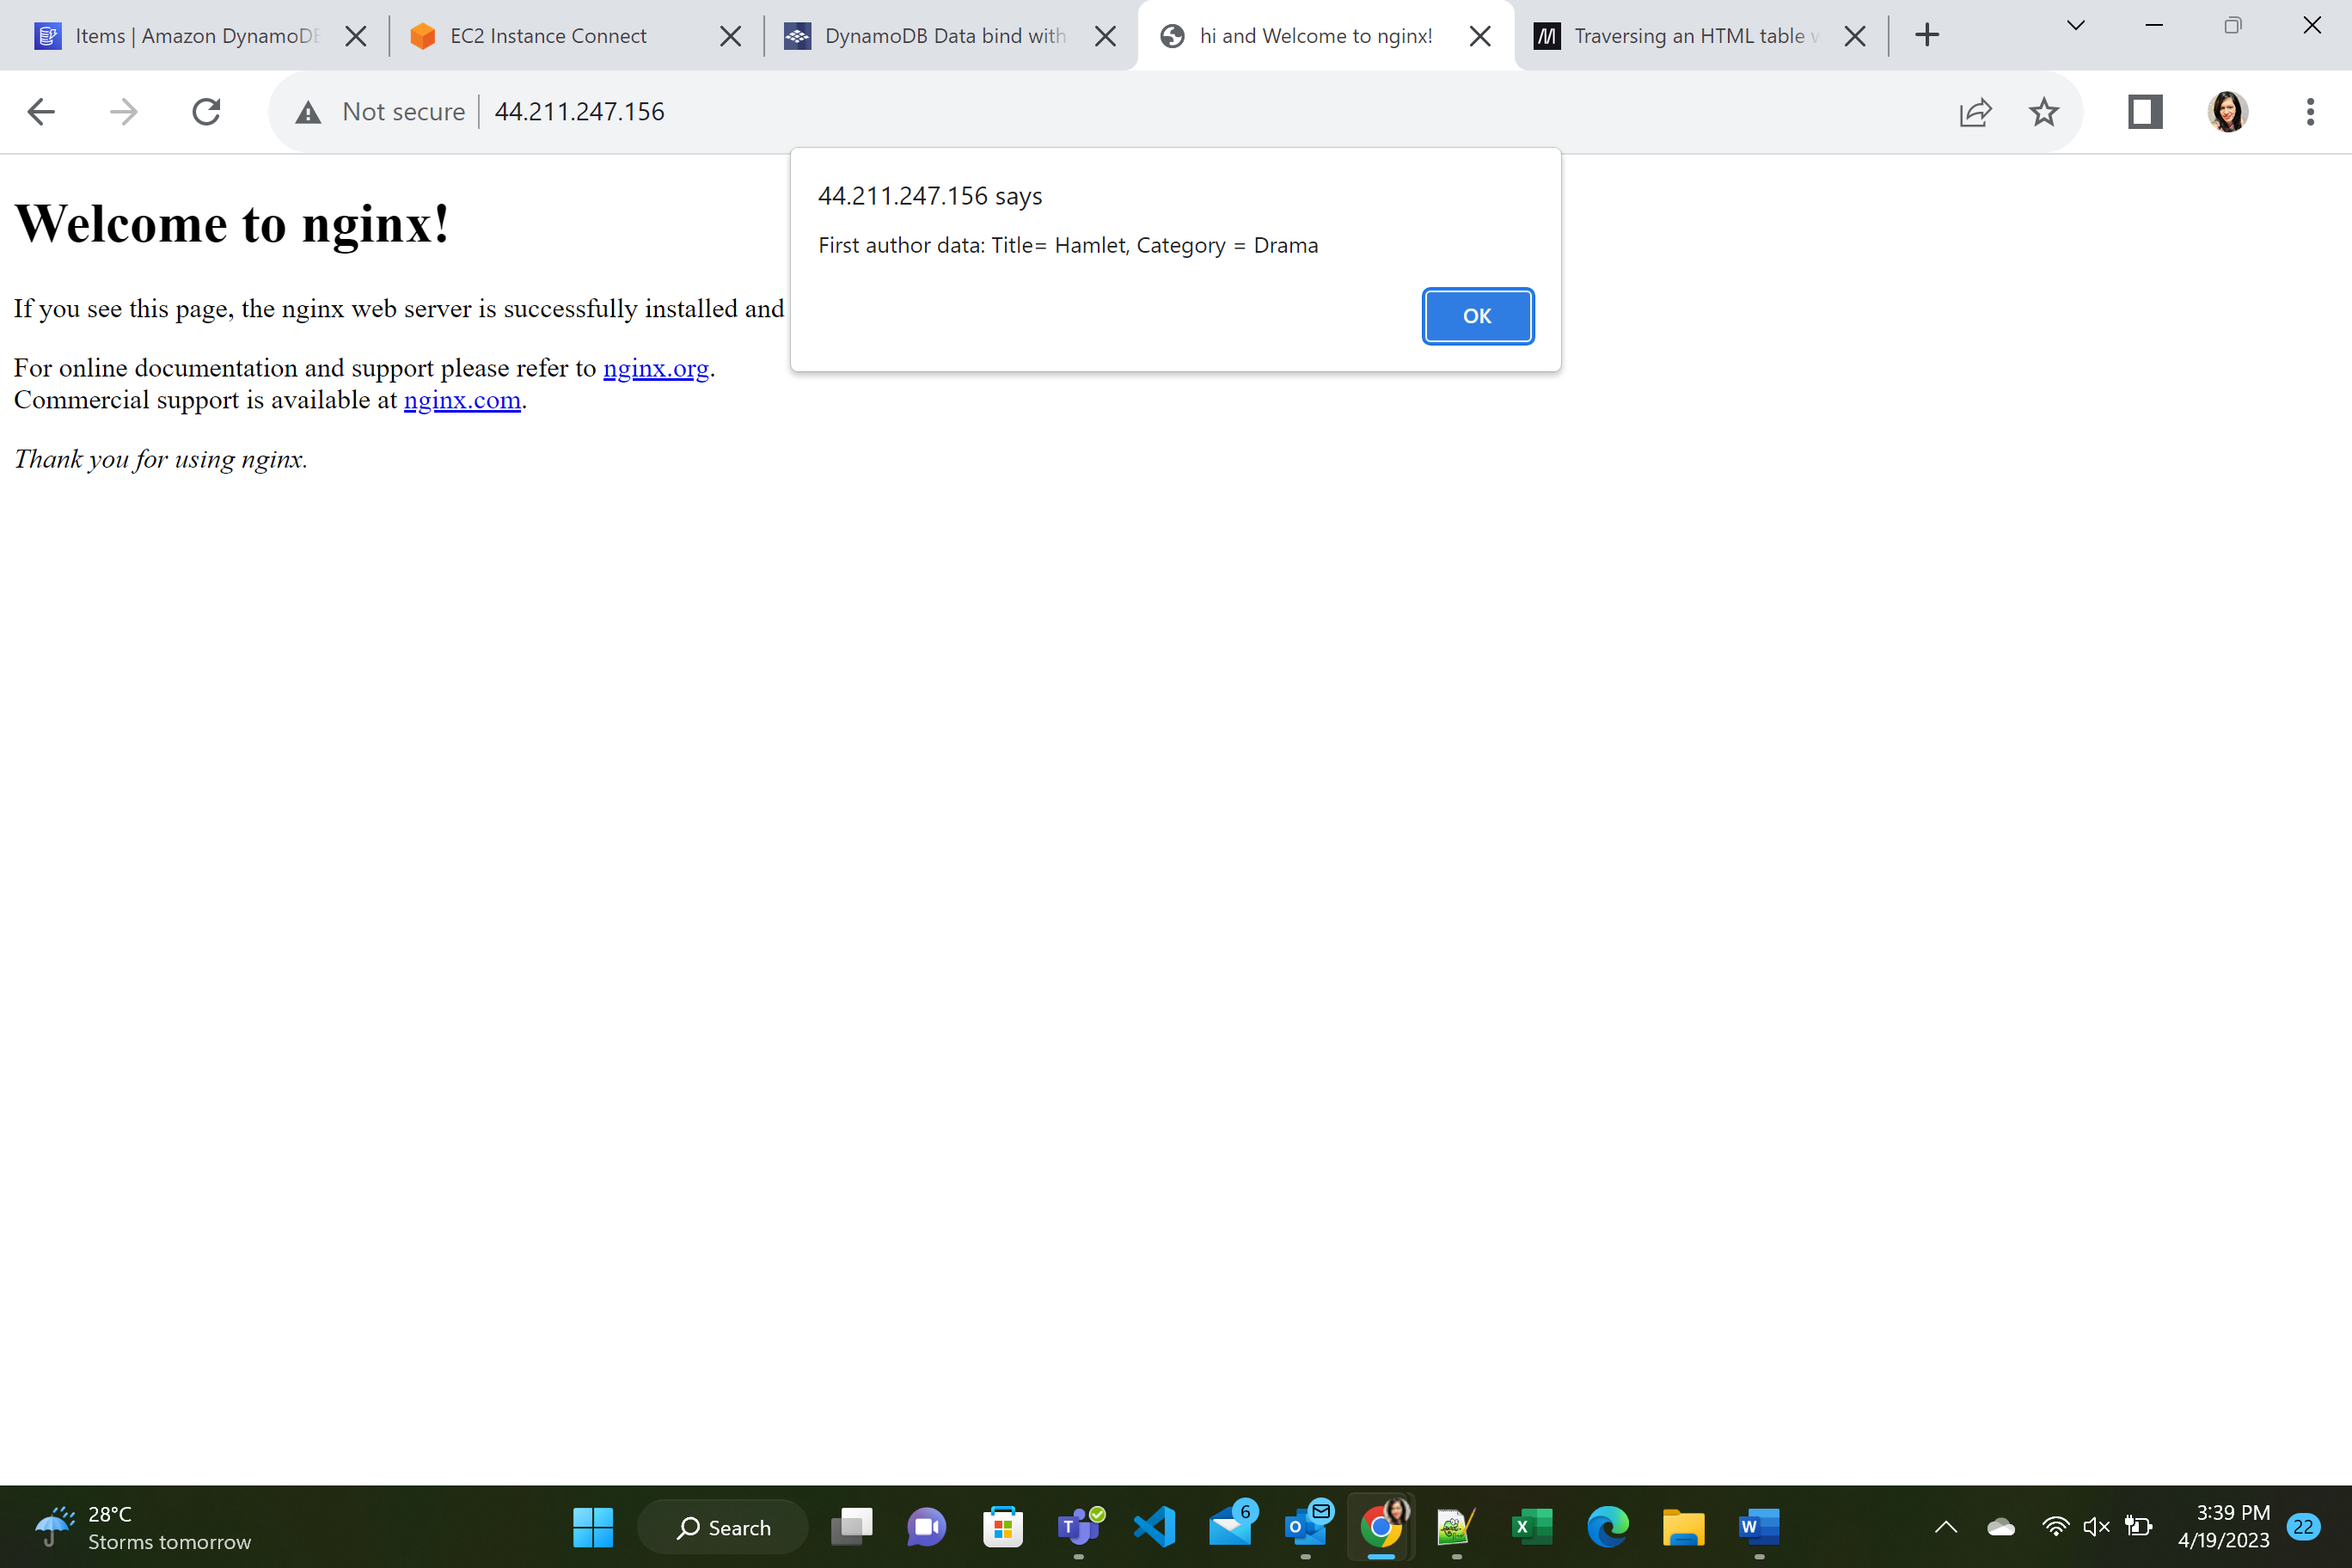 Items | Amazon DynamoDB
EC2 Instance Connect
DynamoDB Data bind with
hi and Welcome to nginx!
Traversing an HTML table w
Not secure
44.211.247.156
44.211.247.156 says
First author data: Title= Hamlet, Category = Drama
OK
Welcome to nginx!
If you see this page, the nginx web server is successfully installed and
For online documentation and support please refer to nginx.org.
Commercial support is available at nginx.com.
Thank you for using nginx.
28°C
Storms tomorrow
Search
6
3:39 PM
4/19/2023
22